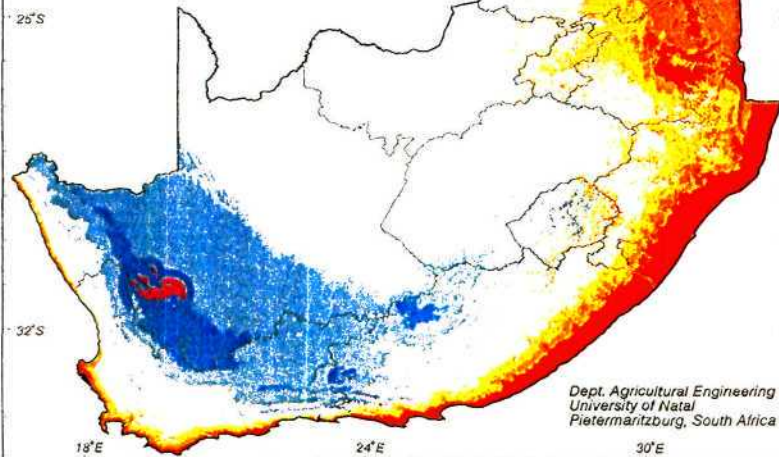 25°S
32°S
Dept. Agricultural Engineering
University of Natal
Pietermaritzburg, South Africa
18°E 24°E 30°E